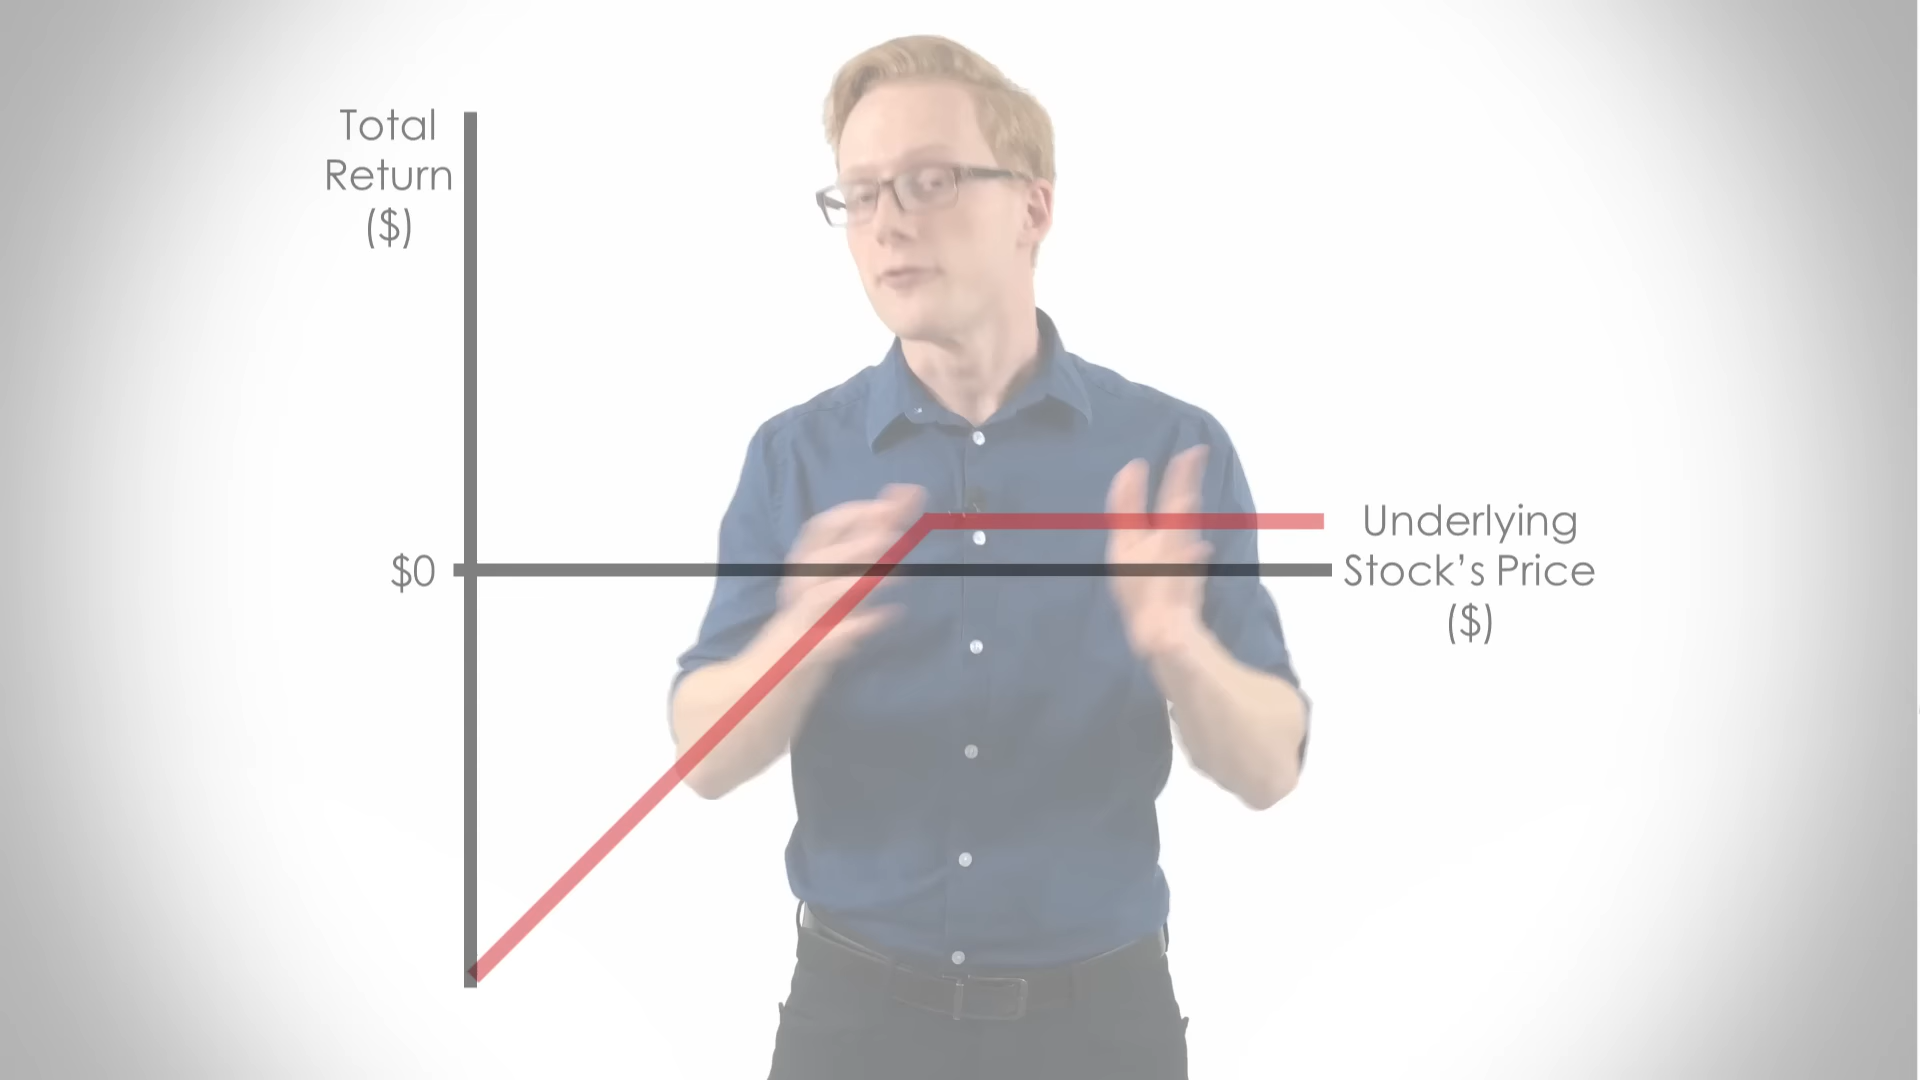 Total
Return
($)
$0
Underlying
Stock’s Price
($)